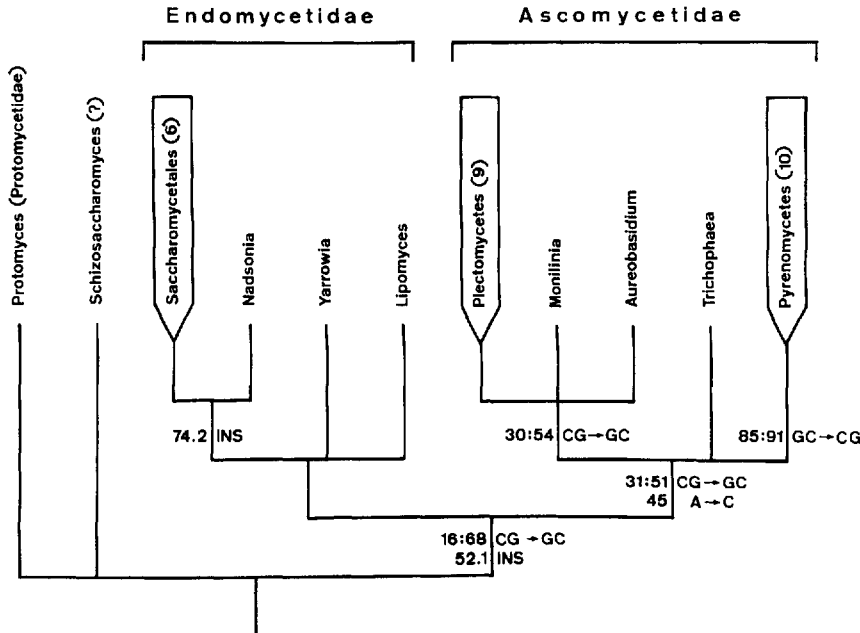 Endomycetidae
Ascomycetidae
Protomyces (Protomycetidae)
Schizosaccharomyces (?)
Saccharomycetales (6)
Nadsonia
Yarrowia
Lipomyces
Plectomycetes (9)
Monilinia
Aureobasidium
Trichophaea
Pyrenomycetes (10)
74.2 INS
30:54 CG→GC
85:91 GC→CG
31:51 CG→GC
45 A→C
16:68 CG→GC
52.1 INS